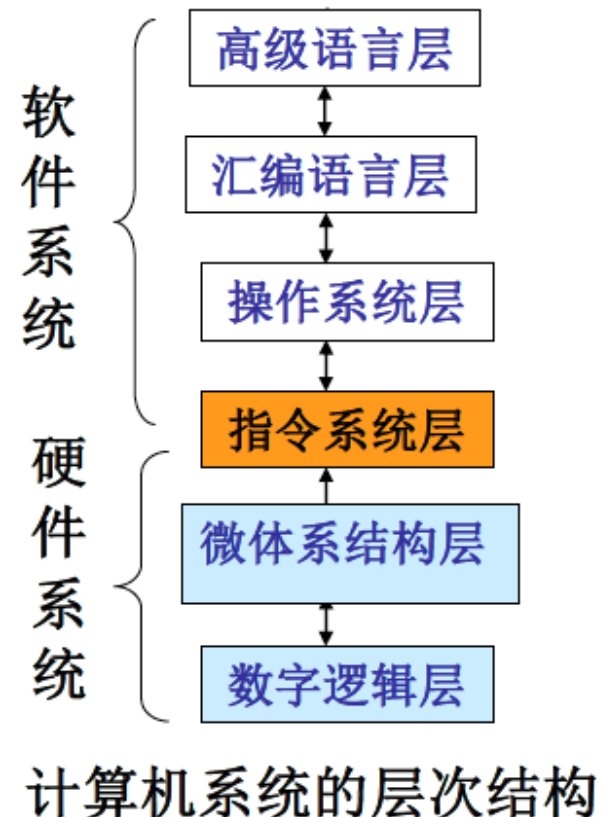 高级语言层
汇编语言层
操作系统层
指令系统层
微体系结构层
数字逻辑层
软件系统
硬件系统
计算机系统的层次结构